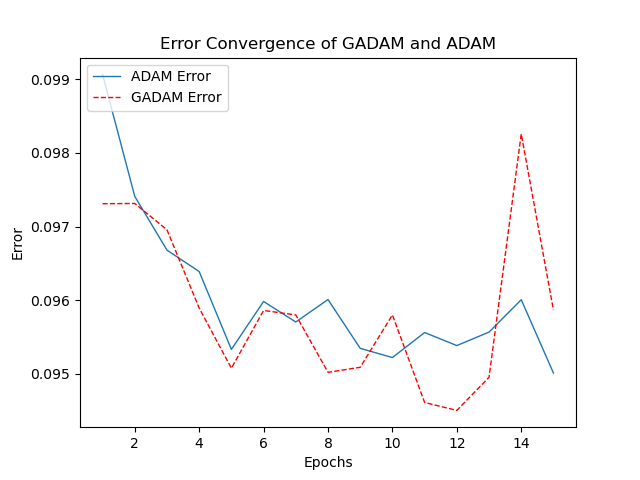 Error Convergence of GADAM and ADAM
ADAM Error
GADAM Error
0.099
0.098
0.097
0.096
0.095
Error
2
4
6
8
10
12
14
Epochs